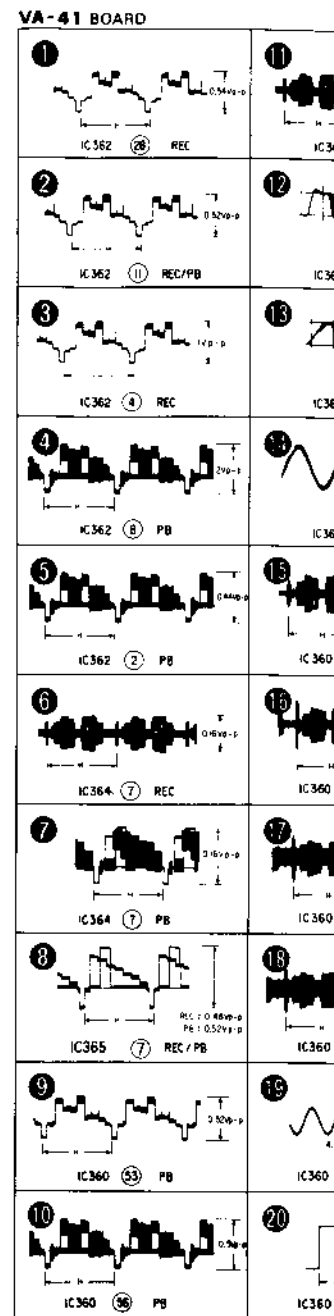 VA-41 BOARD
1
0.54Vp-p
H
IC362 28 REC
2
0.52Vp-p
IC362 11 REC/PB
3
1Vp-p
IC362 4 REC
4
2Vp-p
H
IC362 8 PB
5
H
IC362 2 PB
6
0.16Vp-p
H
IC364 7 REC
7
0.16Vp-p
H
IC364 7 PB
8
H
REC : 0.48Vp-p
PB : 0.52Vp-p
IC365 7 REC / PB
9
0.52Vp-p
H
IC360 53 PB
10
0.5Vp-p
H
IC360 56 PB
11
H
12
13
14
15
H
IC360
16
H
IC360
17
H
IC360
18
H
IC360
19
4.
IC360
20
IC360